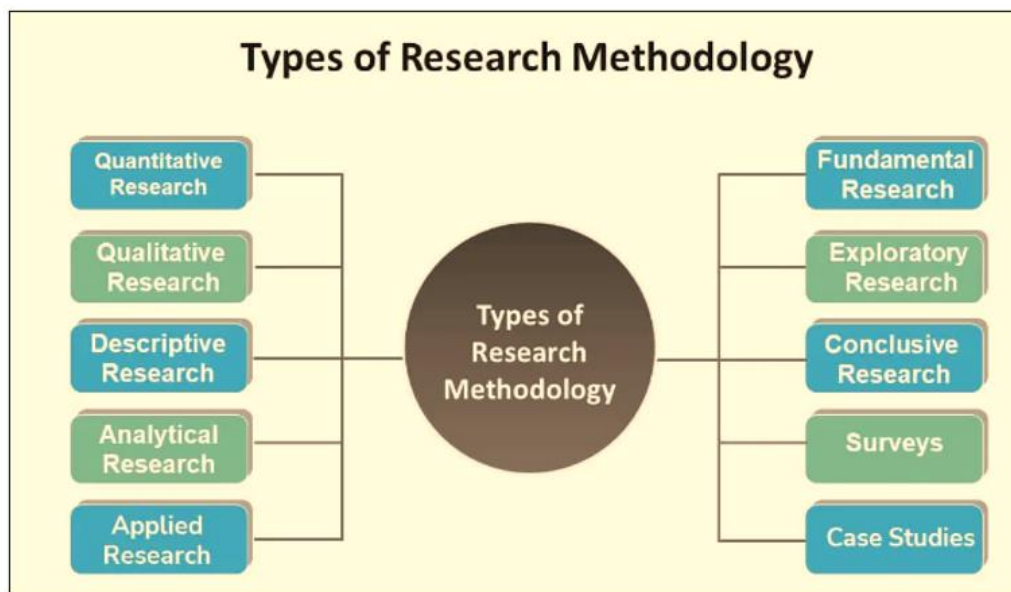 Types of Research Methodology
Quantitative
Research
Qualitative
Research
Descriptive
Research
Analytical
Research
Applied
Research
Types of
Research
Methodology
Fundamental
Research
Exploratory
Research
Conclusive
Research
Surveys
Case Studies